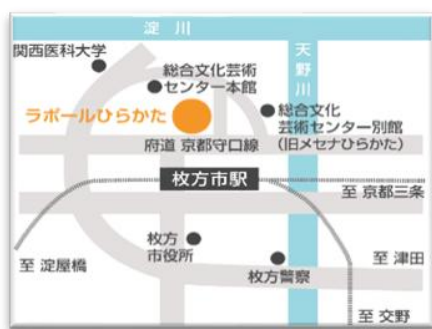 淀 川
関西医科大学
総合文化芸術
センター本館
天野川
ラポールひらかた
総合文化
芸術センター別館
(旧メセナひらかた)
府道 京都守口線
枚方市駅
至 京都三条
枚方
市役所
至 淀屋橋
枚方警察
至 津田
至 交野